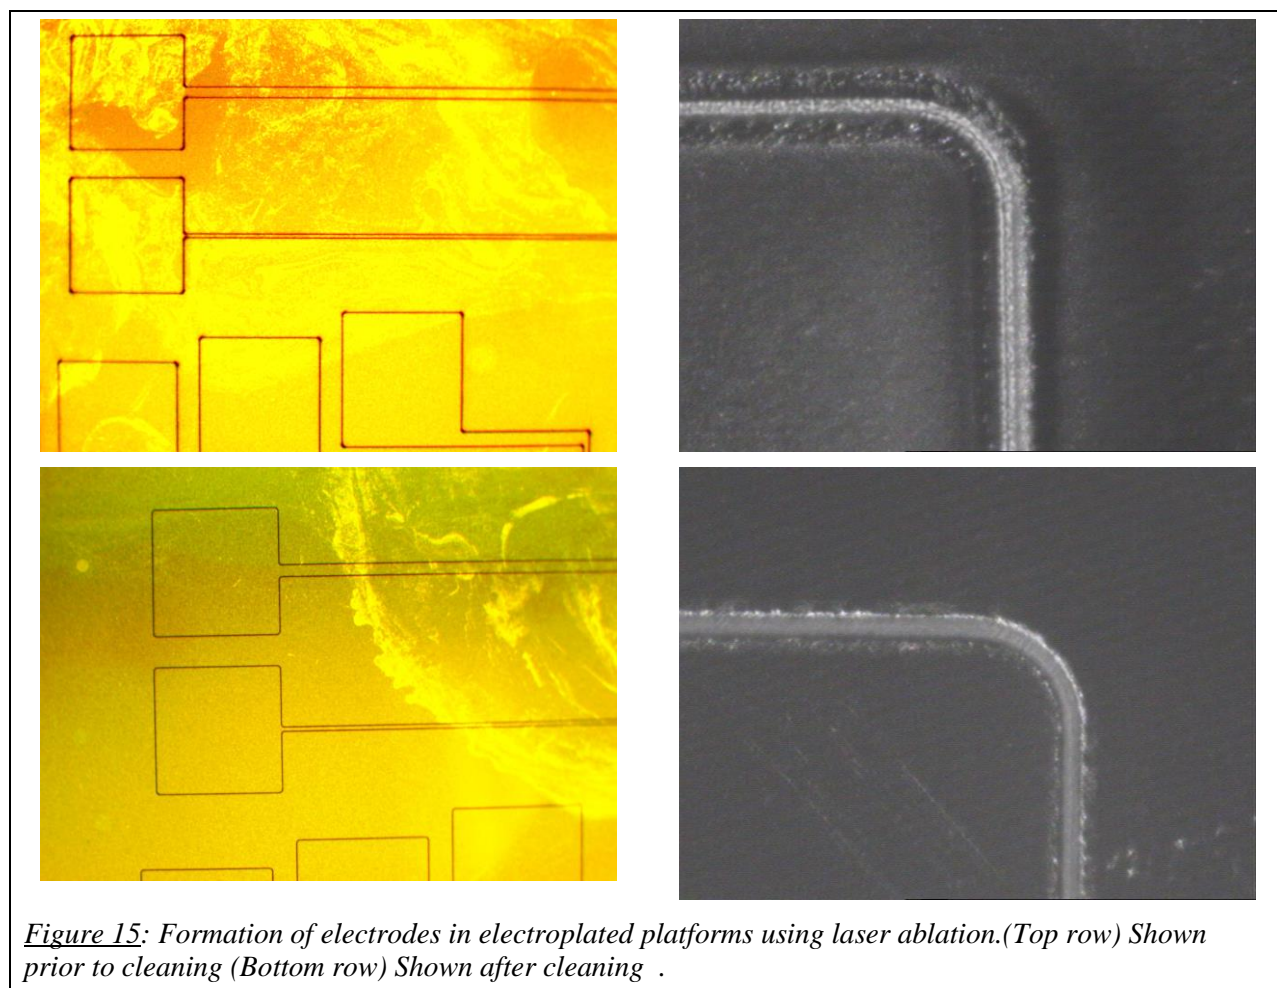 Figure 15: Formation of electrodes in electroplated platforms using laser ablation.(Top row) Shown
prior to cleaning (Bottom row) Shown after cleaning .